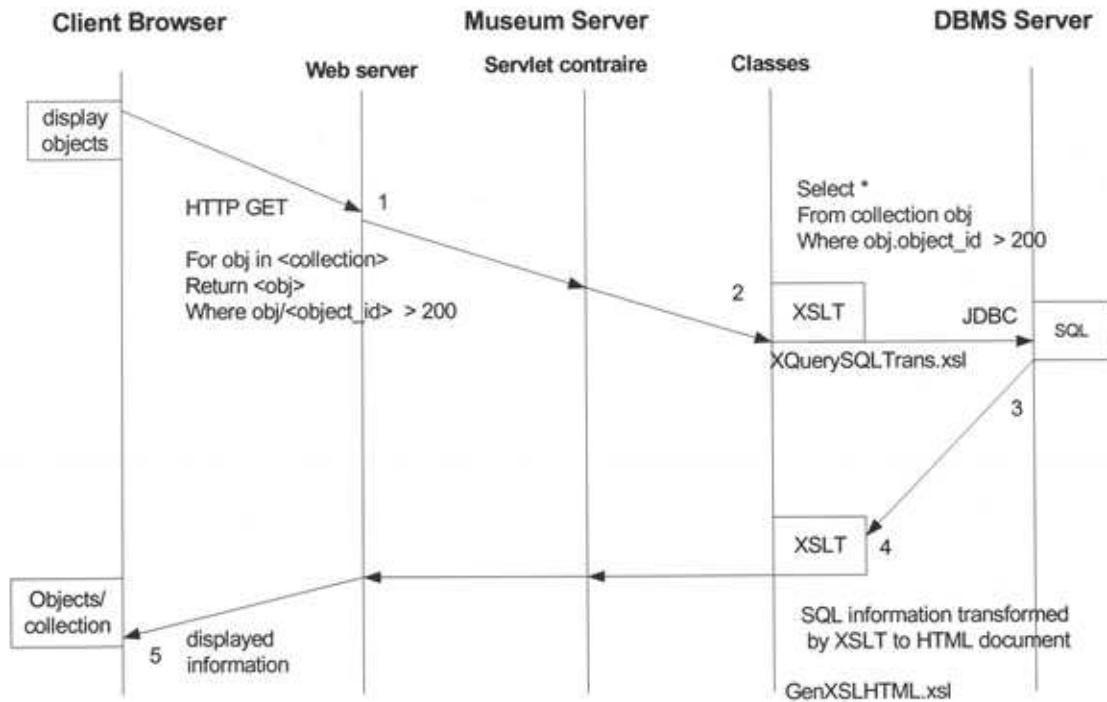 Client Browser
Museum Server
DBMS Server
Web server
Servlet contraire
Classes
display
objects
HTTP GET
1
For obj in <collection>
Return <obj>
Where obj/<object_id> > 200
Select *
From collection obj
Where obj.object_id > 200
2
XSLT
JDBC
SQL
XQuerySQLTrans.xsl
3
XSLT
4
Objects/
collection
5
displayed
information
SQL information transformed
by XSLT to HTML document
GenXSLHTML.xsl